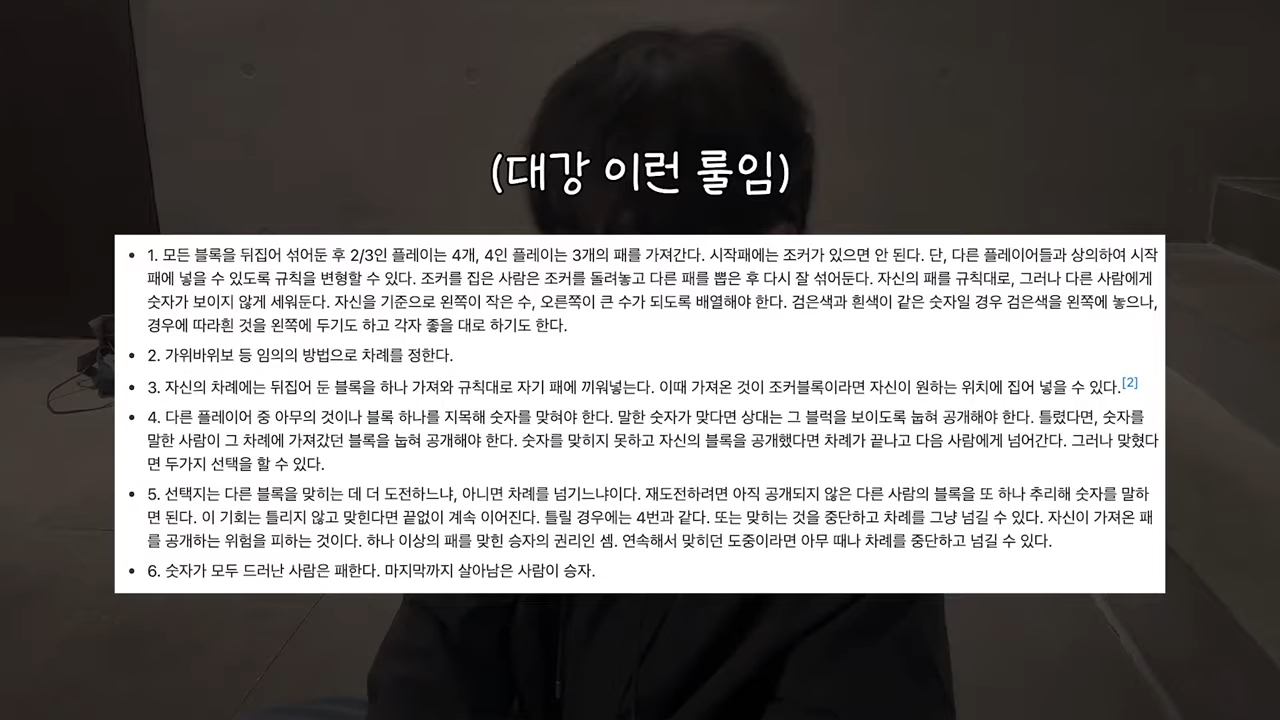 (대강 이런 룰임)
• 1. 모든 블록을 뒤집어 섞어둔 후 2/3인 플레이는 4개, 4인 플레이는 3개의 패를 가져간다. 시작패에는 조커가 있으면 안 된다. 단, 다른 플레이어들과 상의하여 시작
패에 넣을 수 있도록 규칙을 변형할 수 있다. 조커를 집은 사람은 조커를 돌려놓고 다른 패를 뽑은 후 다시 잘 섞어둔다. 자신의 패를 규칙대로, 그러나 다른 사람에게
숫자가 보이지 않게 세워둔다. 자신을 기준으로 왼쪽이 작은 수, 오른쪽이 큰 수가 되도록 배열해야 한다. 검은색과 흰색이 같은 숫자일 경우 검은색을 왼쪽에 놓으나,
경우에 따라흰 것을 왼쪽에 두기도 하고 각자 좋을 대로 하기도 한다.
• 2. 가위바위보 등 임의의 방법으로 차례를 정한다.
• 3. 자신의 차례에는 뒤집어 둔 블록을 하나 가져와 규칙대로 자기 패에 끼워넣는다. 이때 가져온 것이 조커블록이라면 자신이 원하는 위치에 집어 넣을 수 있다.[2]
• 4. 다른 플레이어 중 아무의 것이나 블록 하나를 지목해 숫자를 맞혀야 한다. 말한 숫자가 맞다면 상대는 그 블럭을 보이도록 눕혀 공개해야 한다. 틀렸다면, 숫자를
말한 사람이 그 차례에 가져갔던 블록을 눕혀 공개해야 한다. 숫자를 맞히지 못하고 자신의 블록을 공개했다면 차례가 끝나고 다음 사람에게 넘어간다. 그러나 맞혔다
면 두가지 선택을 할 수 있다.
• 5. 선택지는 다른 블록을 맞히는 데 더 도전하느냐, 아니면 차례를 넘기느냐이다. 재도전하려면 아직 공개되지 않은 다른 사람의 블록을 또 하나 추리해 숫자를 말하
면 된다. 이 기회는 틀리지 않고 맞힌다면 끝없이 계속 이어진다. 틀릴 경우에는 4번과 같다. 또는 맞히는 것을 중단하고 차례를 그냥 넘길 수 있다. 자신이 가져온 패
를 공개하는 위험을 피하는 것이다. 하나 이상의 패를 맞힌 승자의 권리인 셈. 연속해서 맞히던 도중이라면 아무 때나 차례를 중단하고 넘길 수 있다.
• 6. 숫자가 모두 드러난 사람은 패한다. 마지막까지 살아남은 사람이 승자.